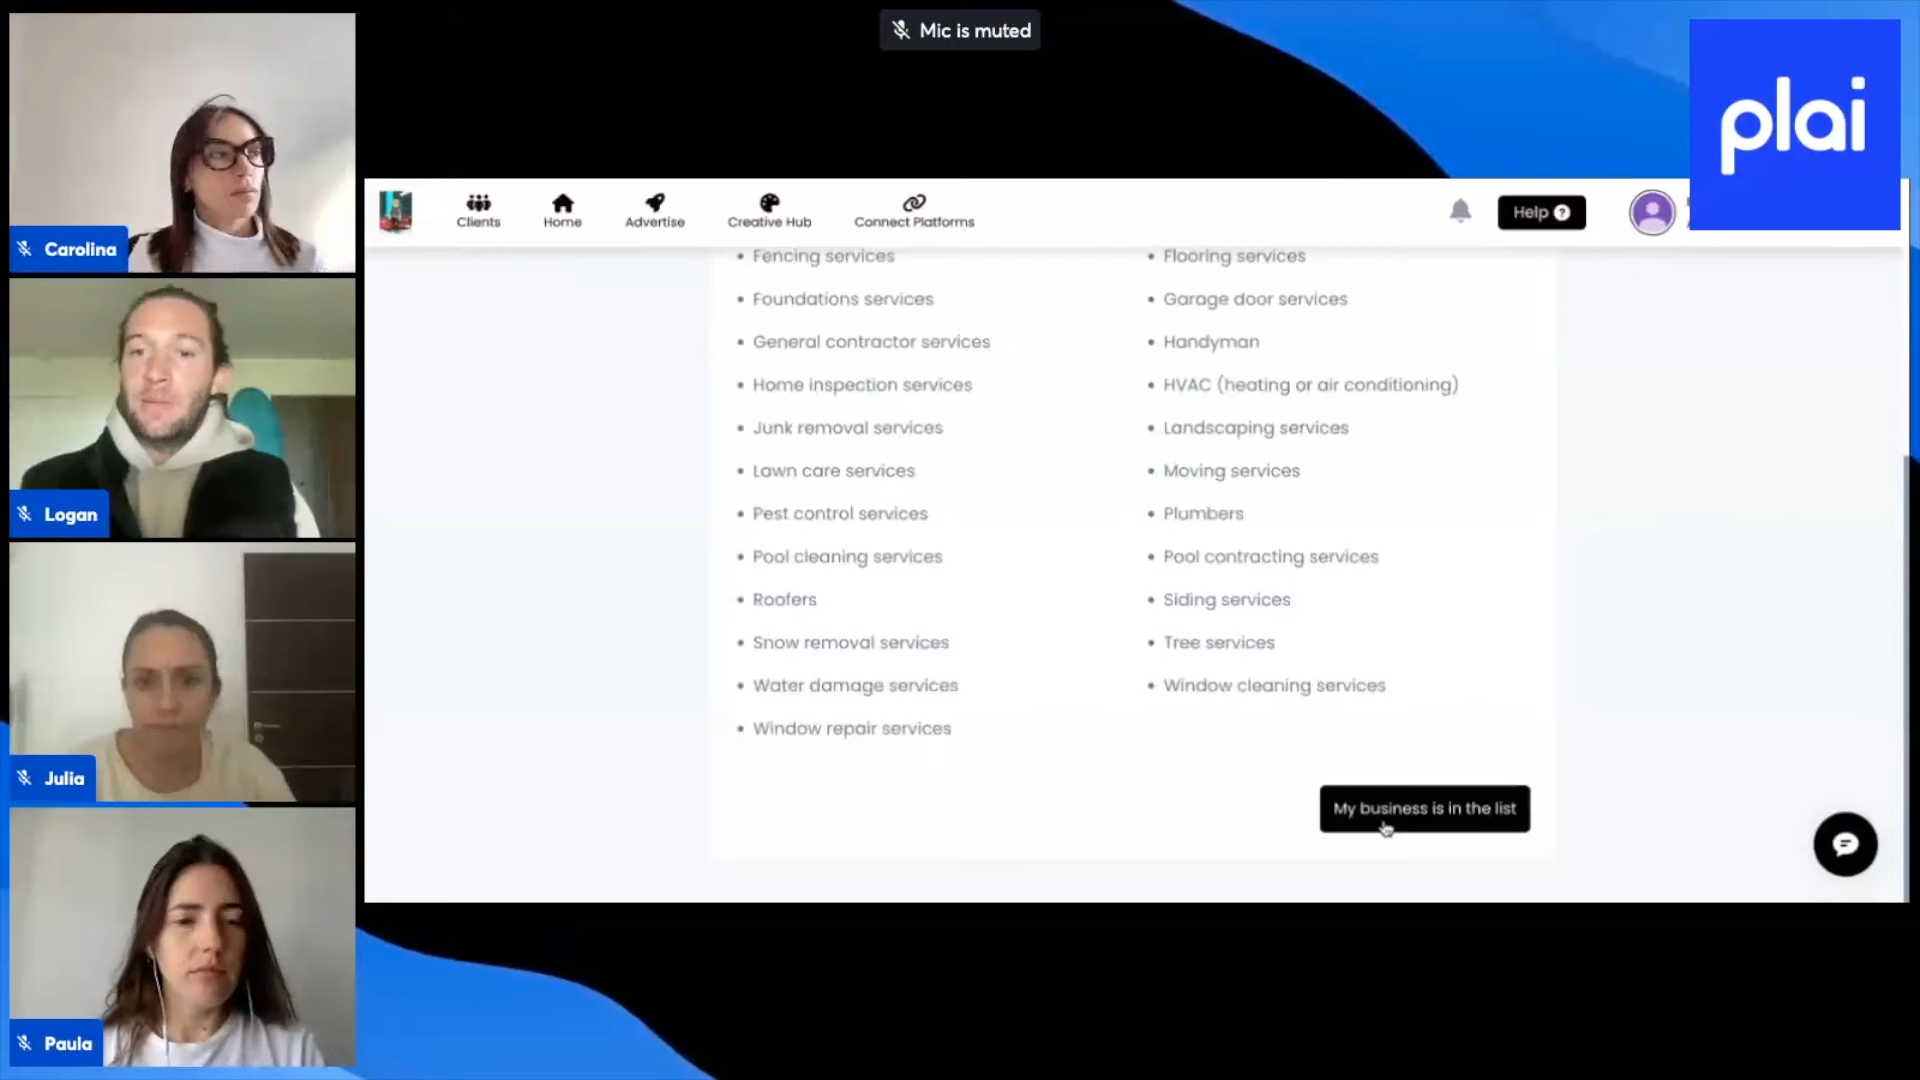 Mic is muted
plai
Carolina
Logan
Julia
Paula
Clients
Home
Advertise
Creative Hub
Connect Platforms
Help ?
• Fencing services
• Flooring services
• Foundations services
• Garage door services
• General contractor services
• Handyman
• Home inspection services
• HVAC (heating or air conditioning)
• Junk removal services
• Landscaping services
• Lawn care services
• Moving services
• Pest control services
• Plumbers
• Pool cleaning services
• Pool contracting services
• Roofers
• Siding services
• Snow removal services
• Tree services
• Water damage services
• Window cleaning services
• Window repair services
My business is in the list